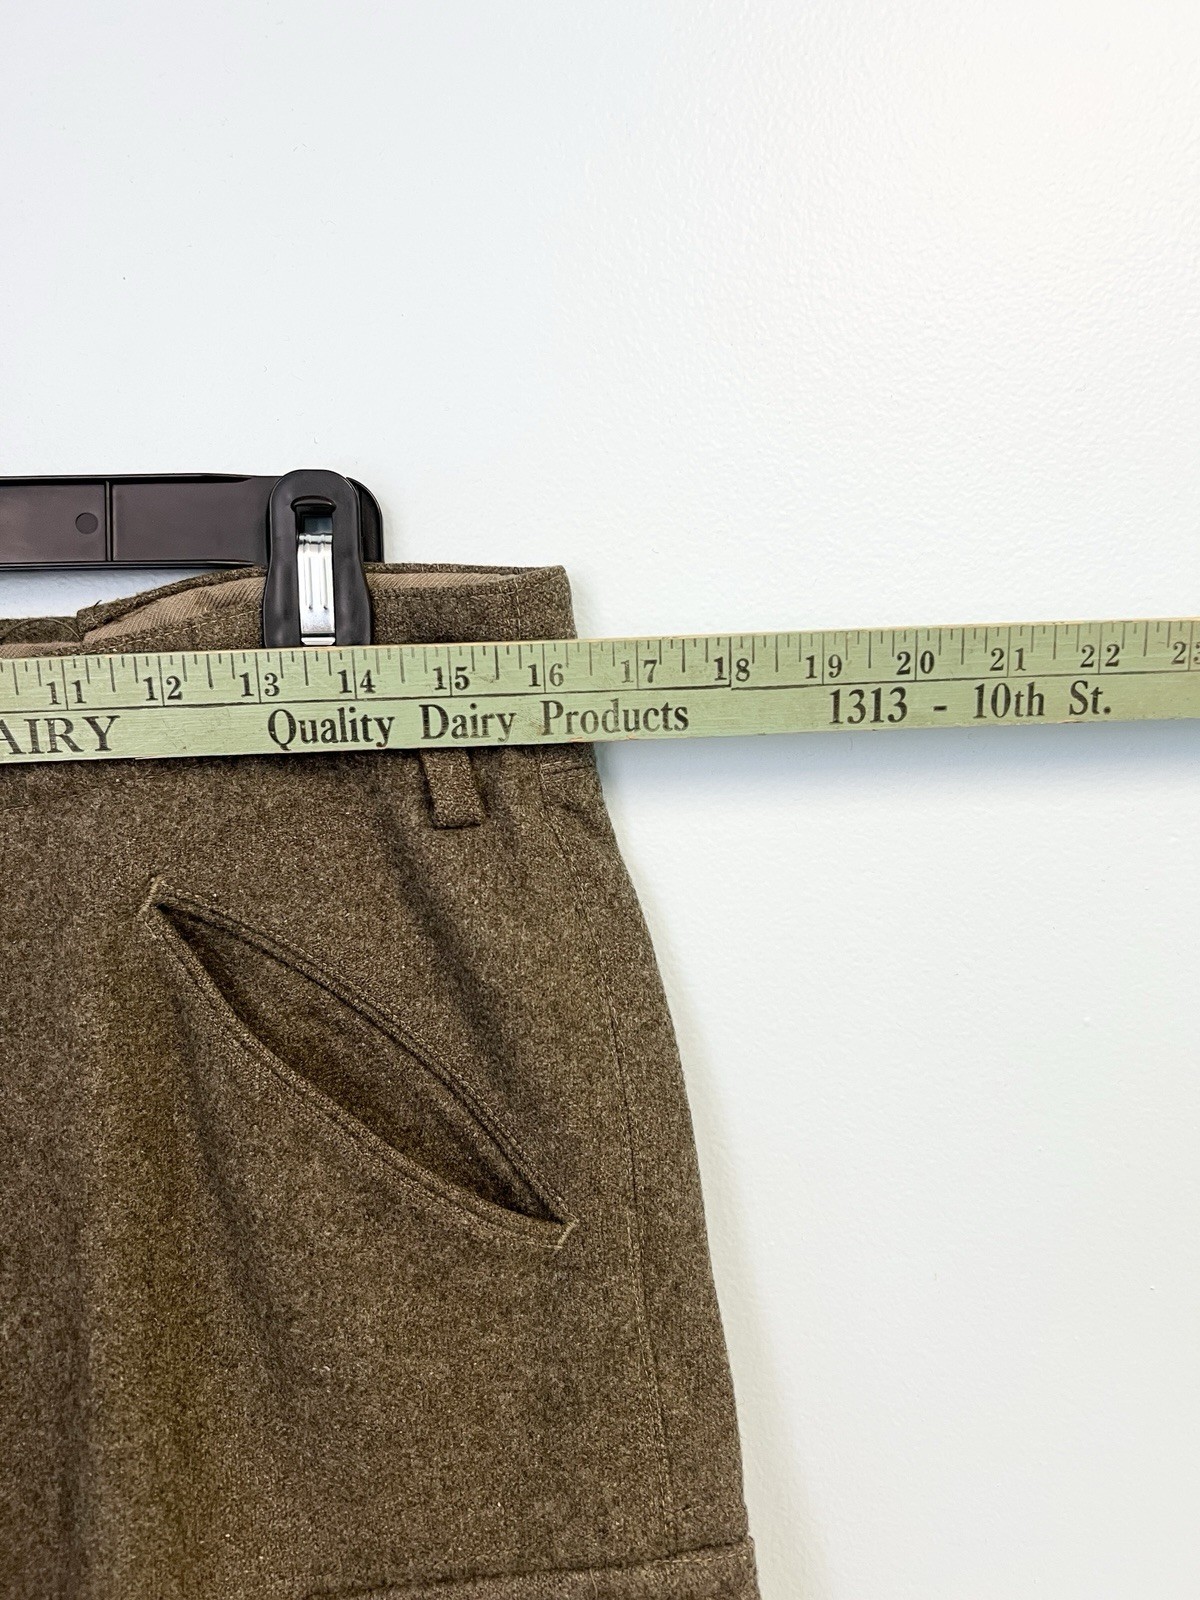 11 12 13 14 15 16 17 18 19 20 21 22 23
AIRY Quality Dairy Products 1313 - 10th St.